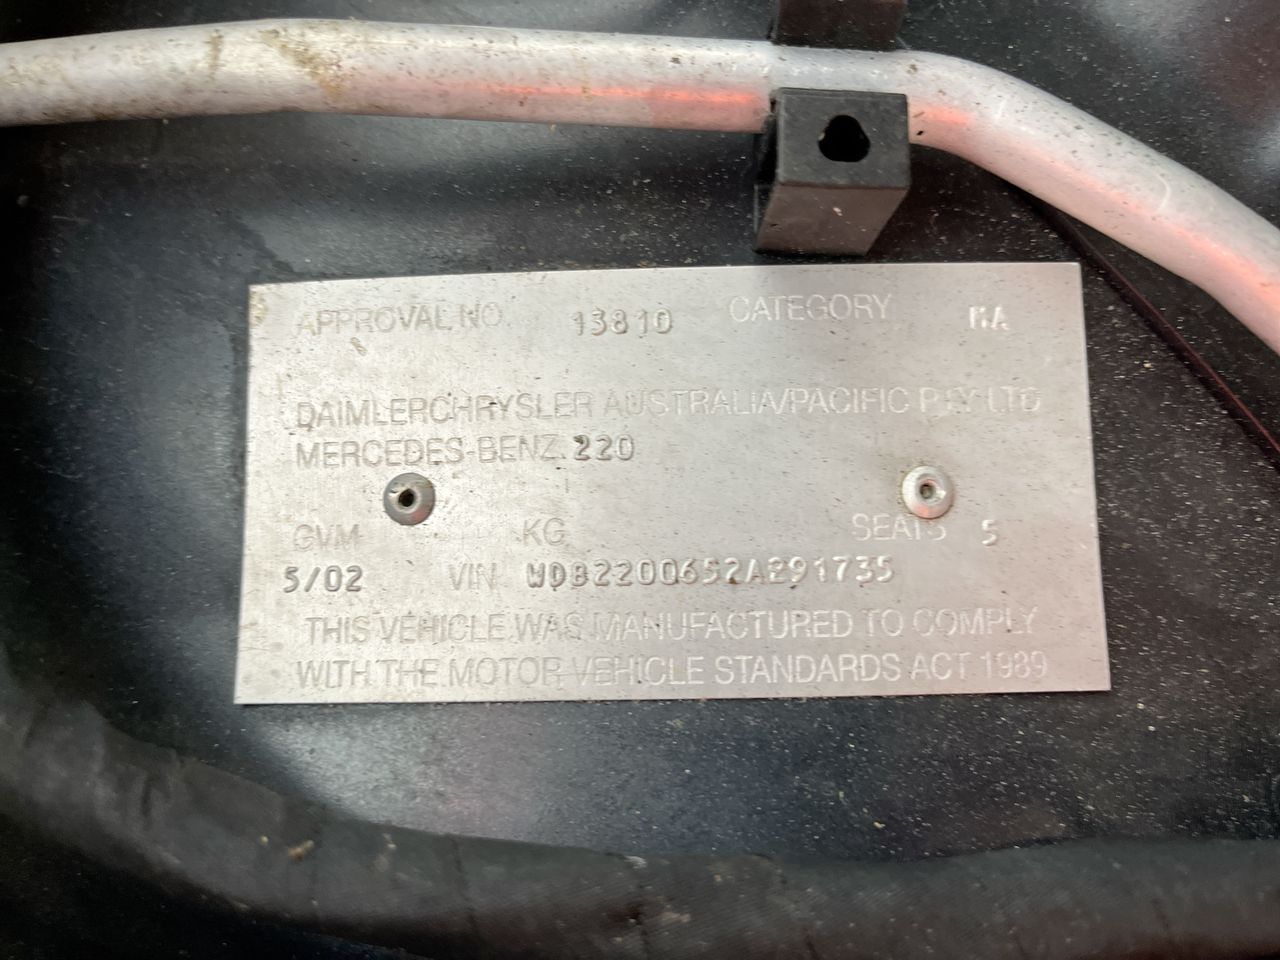 APPROVAL NO. 13810 CATEGORY MA
DAIMLERCHRYSLER AUSTRALIA/PACIFIC PTY LTD
MERCEDES-BENZ 220
GVM KG SEATS 5
5/02 VIN WDB2200652A291735
THIS VEHICLE WAS MANUFACTURED TO COMPLY
WITH THE MOTOR VEHICLE STANDARDS ACT 1989